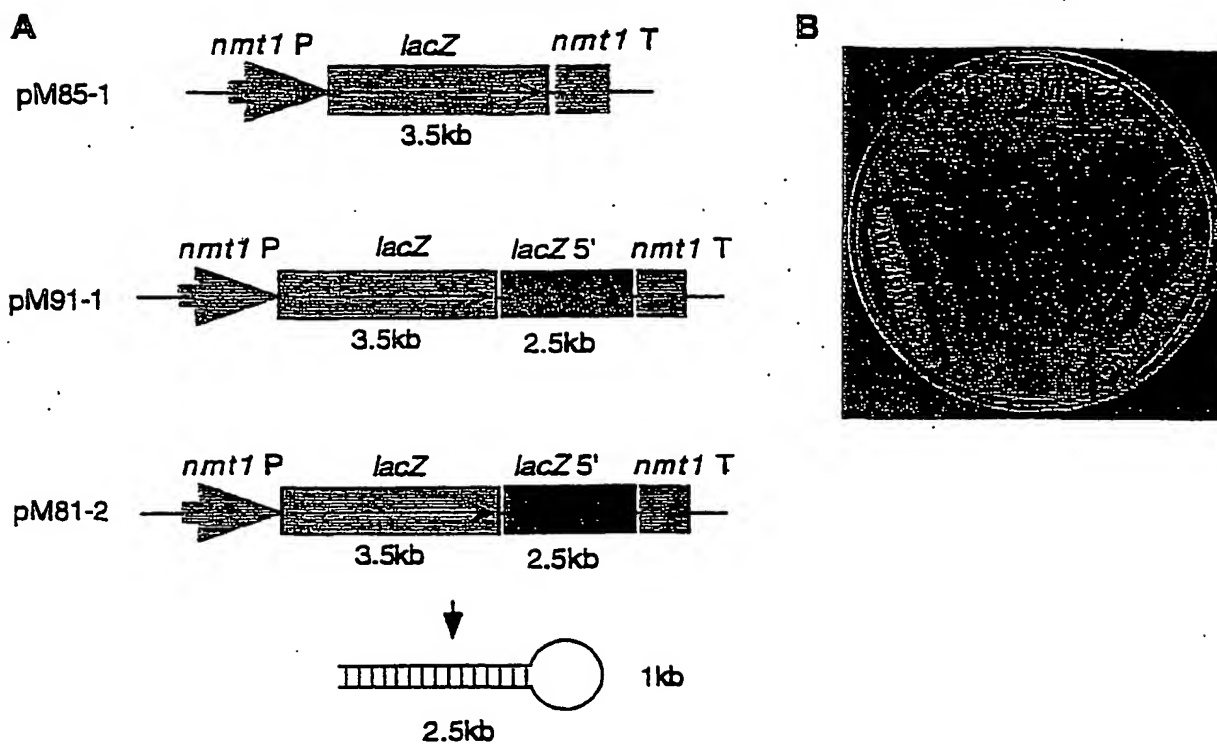 A
B
nmt1 P lacZ nmt1 T
pM85-1
3.5kb
nmt1 P lacZ lacZ 5' nmt1 T
pM91-1
3.5kb 2.5kb
nmt1 P lacZ lacZ 5' nmt1 T
pM81-2
3.5kb 2.5kb
1kb
2.5kb